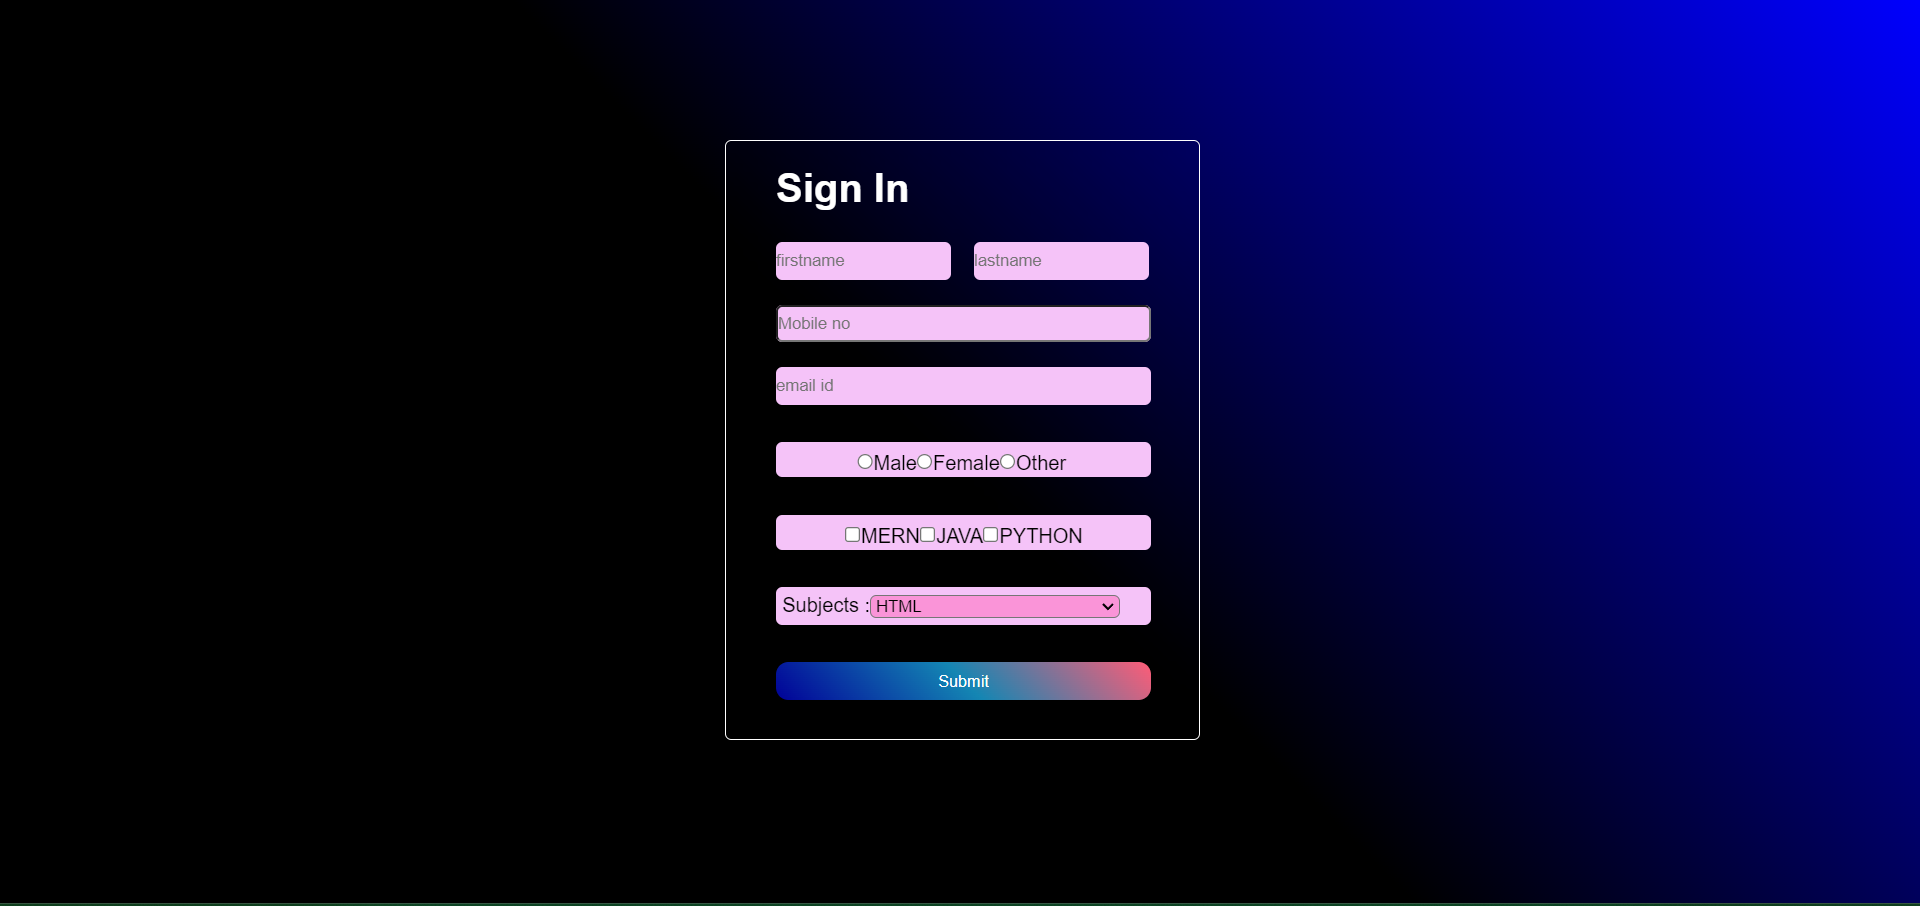 Sign In
firstname lastname
Mobile no
email id
Male Female Other
MERN JAVA PYTHON
Subjects : HTML
Submit